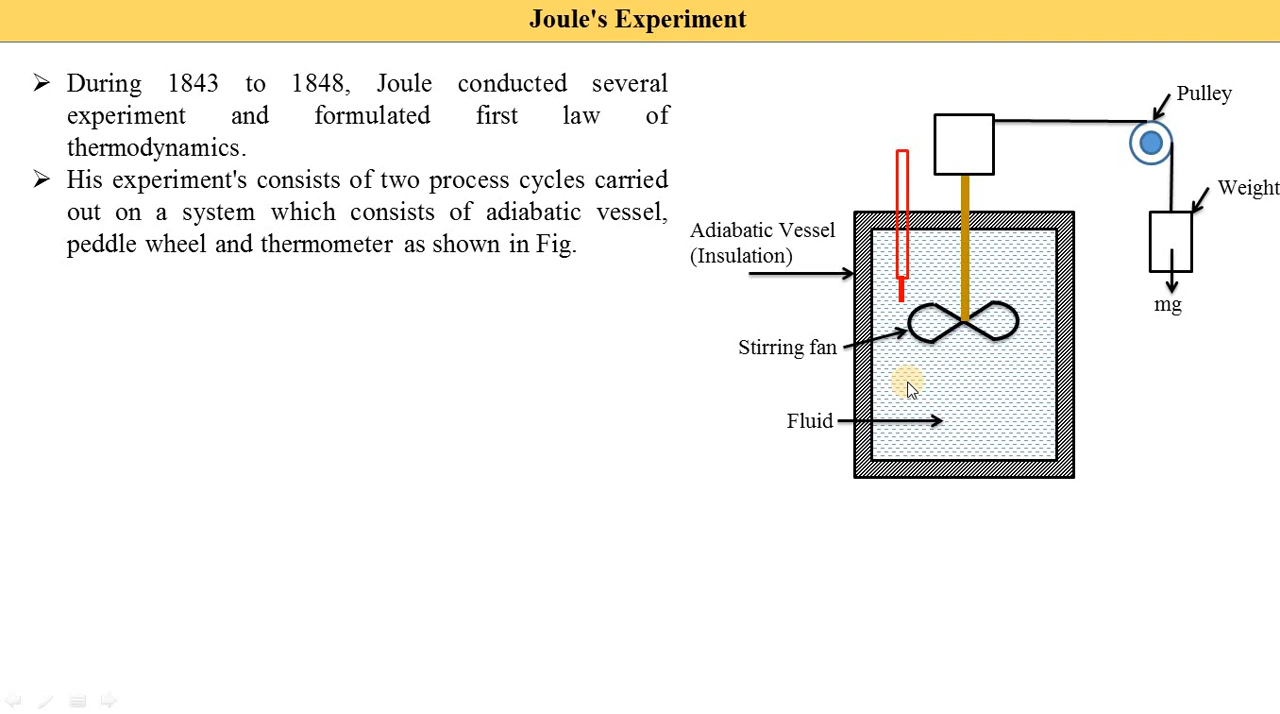 Joule's Experiment
➢ During 1843 to 1848, Joule conducted several
experiment and formulated first law of
thermodynamics.
➢ His experiment's consists of two process cycles carried
out on a system which consists of adiabatic vessel,
peddle wheel and thermometer as shown in Fig.
Pulley
Weight
Adiabatic Vessel
(Insulation)
mg
Stirring fan
Fluid